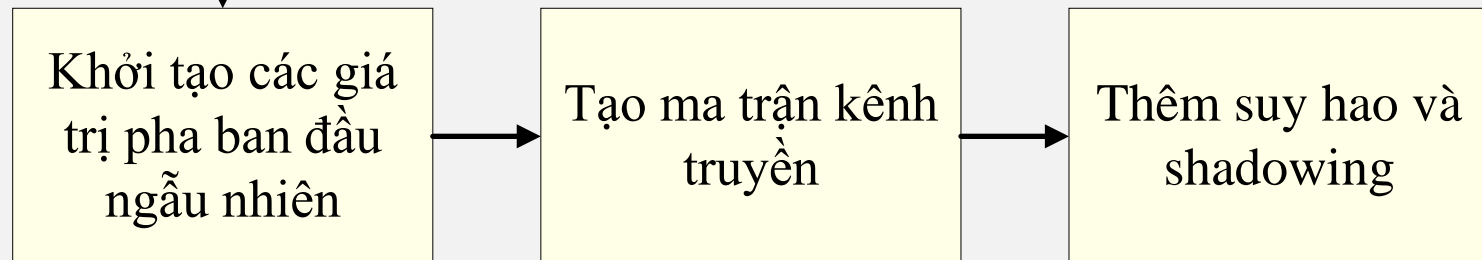 Khởi tạo các giá
trị pha ban đầu
ngẫu nhiên
Tạo ma trận kênh
truyền
Thêm suy hao và
shadowing